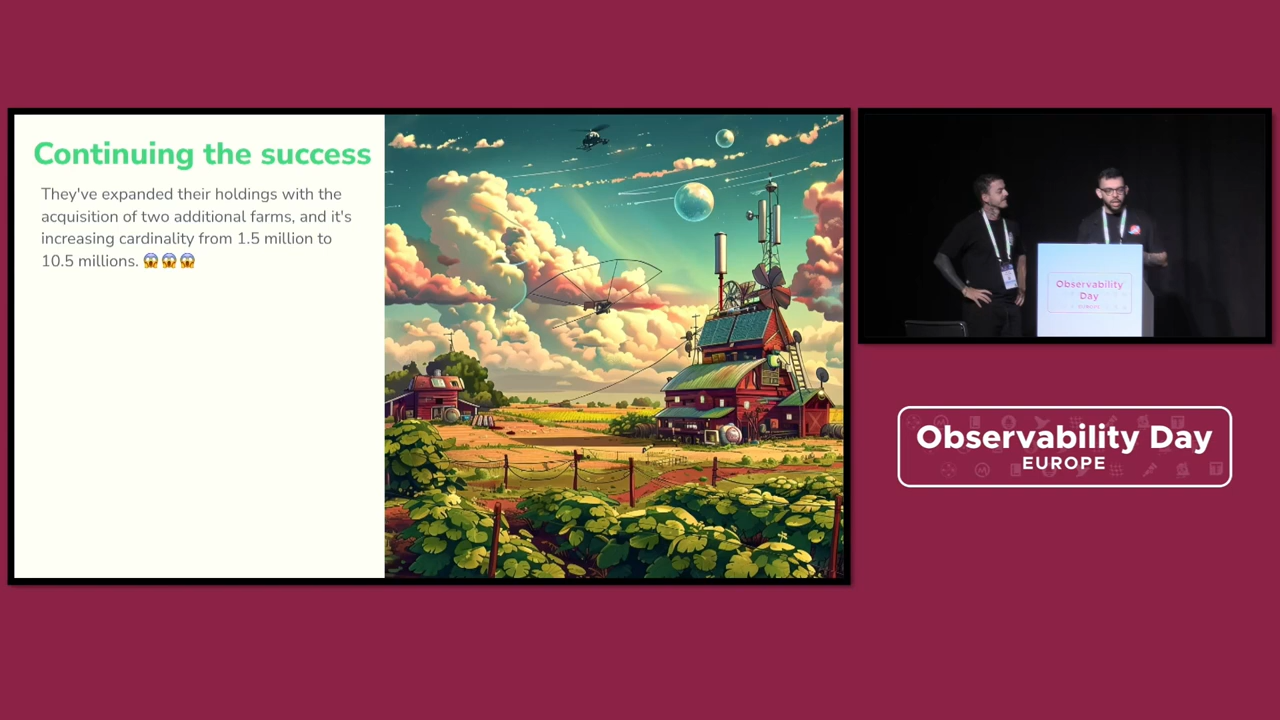 Continuing the success
They've expanded their holdings with the
acquisition of two additional farms, and it's
increasing cardinality from 1.5 million to
10.5 millions. 😱😱😱
Observability
Day
EUROPE
Observability Day
EUROPE